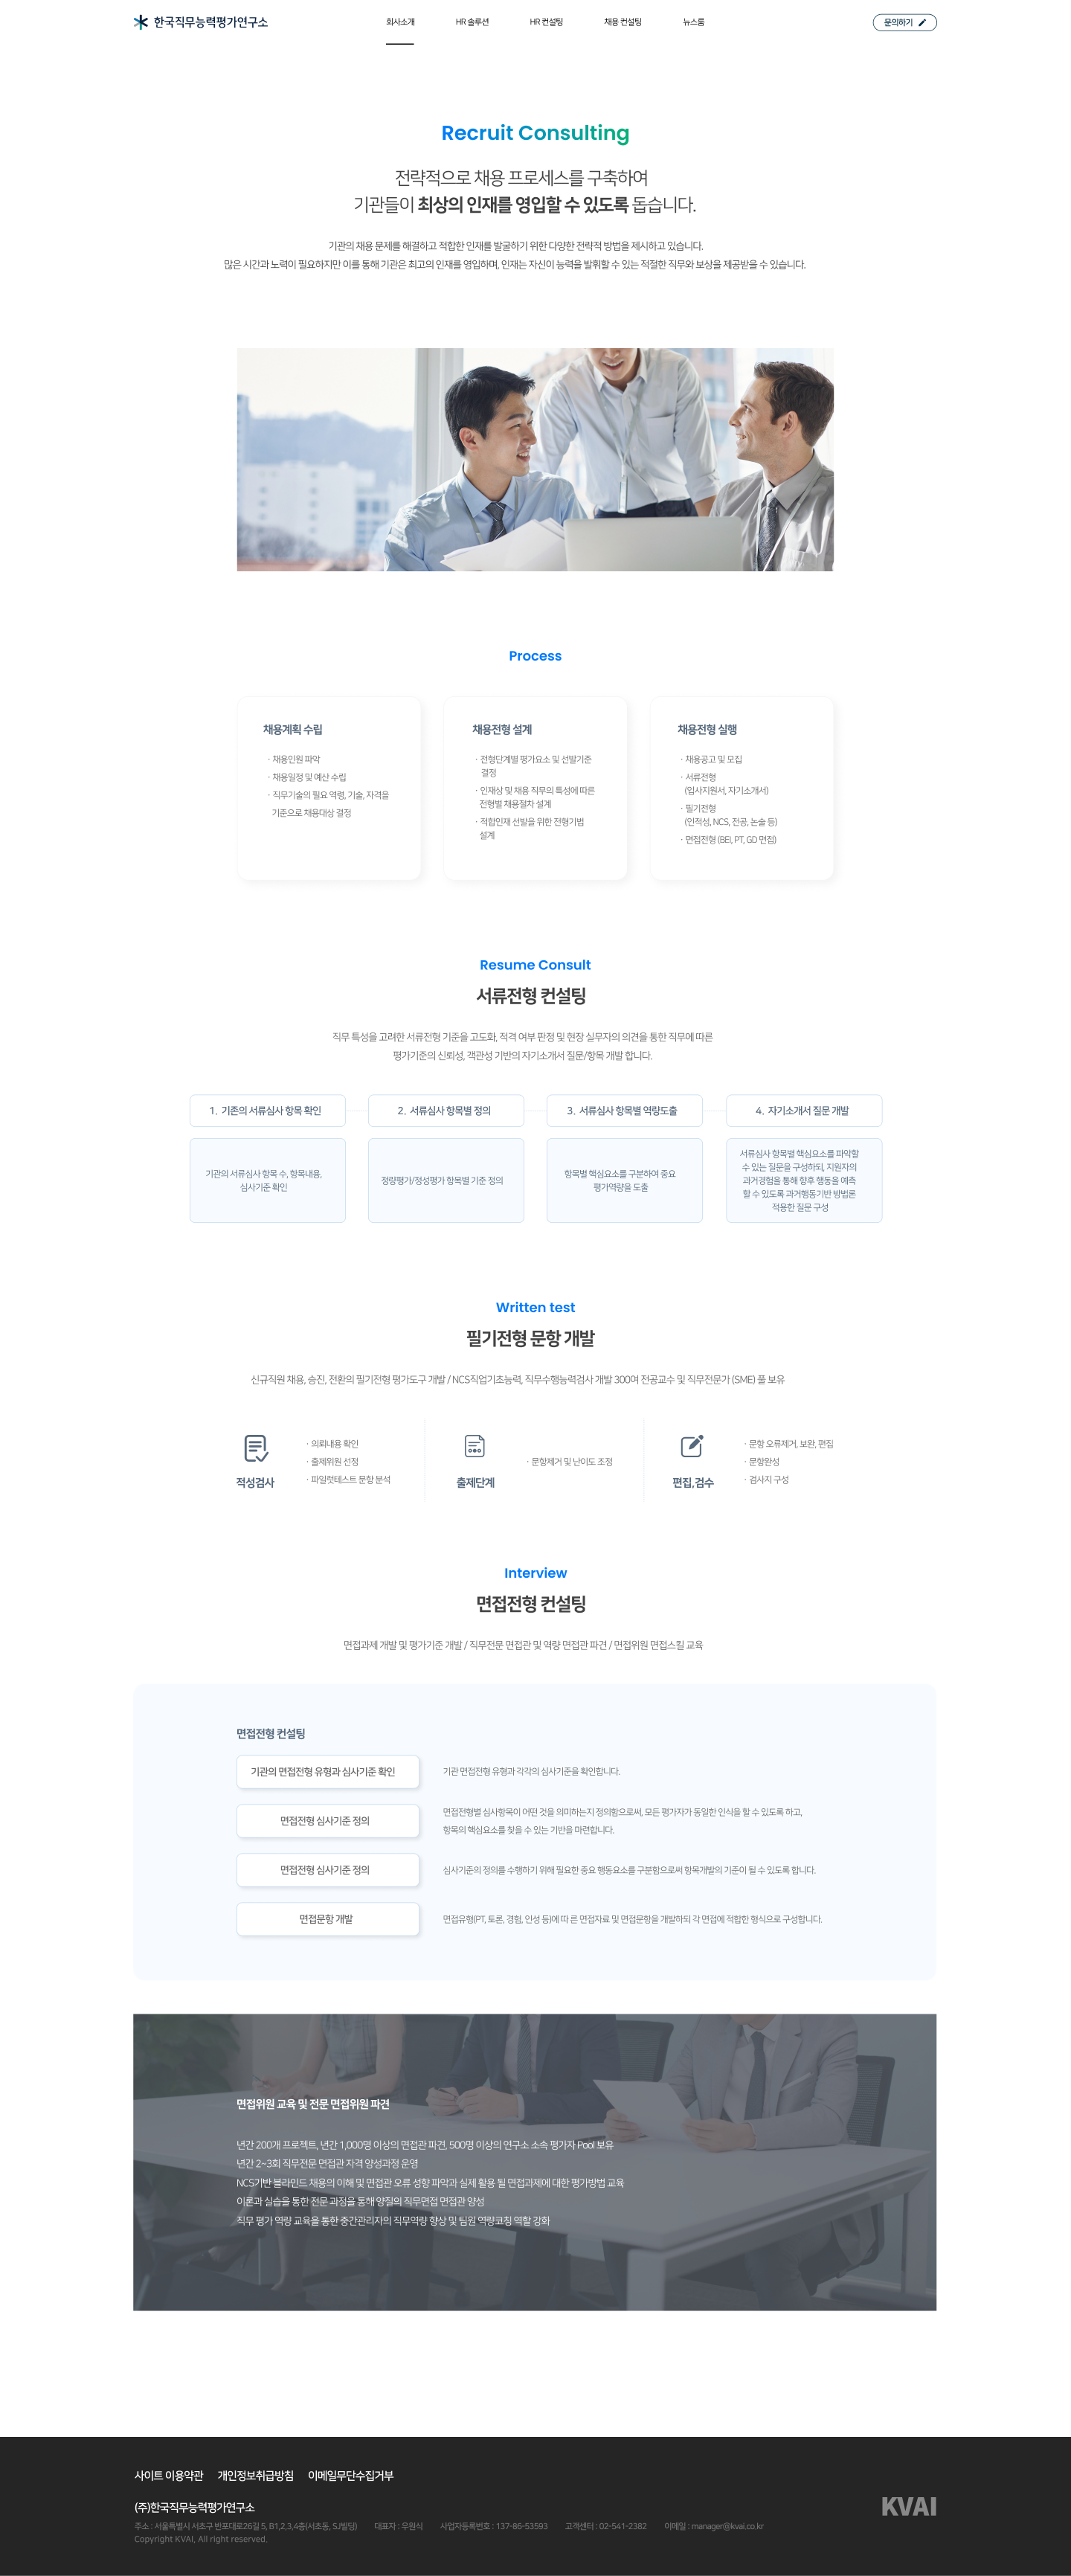 한국직무능력평가연구소
회사소개 HR 솔루션 HR 컨설팅 채용 컨설팅 뉴스룸
문의하기
Recruit Consulting
전략적으로 채용 프로세스를 구축하여
기관들이 최상의 인재를 영입할 수 있도록 돕습니다.
기관의 채용 문제를 해결하고 적합한 인재를 발굴하기 위한 다양한 전략적 방법을 제시하고 있습니다.
많은 시간과 노력이 필요하지만 이를 통해 기관은 최고의 인재를 영입하며, 인재는 자신이 능력을 발휘할 수 있는 적절한 직무와 보상을 제공받을 수 있습니다.
Process
채용계획 수립
· 채용인원 파악
· 채용일정 및 예산 수립
· 직무기술의 필요 역령, 기술, 자격을
기준으로 채용대상 결정
채용전형 설계
· 전형단계별 평가요소 및 선발기준
결정
· 인재상 및 채용 직무의 특성에 따른
전형별 채용절차 설계
· 적합인재 선발을 위한 전형기법
설계
채용전형 실행
· 채용공고 및 모집
· 서류전형
(입사지원서, 자기소개서)
· 필기전형
(인적성, NCS, 전공, 논술 등)
· 면접전형 (BEI, PT, GD 면접)
Resume Consult
서류전형 컨설팅
직무 특성을 고려한 서류전형 기준을 고도화, 적격 여부 판정 및 현장 실무자의 의견을 통한 직무에 따른
평가기준의 신뢰성, 객관성 기반의 자기소개서 질문/항목 개발 합니다.
1. 기존의 서류심사 항목 확인
2. 서류심사 항목별 정의
3. 서류심사 항목별 역량도출
4. 자기소개서 질문 개발
기관의 서류심사 항목 수, 항목내용,
심사기준 확인
정량평가/정성평가 항목별 기준 정의
항목별 핵심요소를 구분하여 중요
평가역량을 도출
서류심사 항목별 핵심요소를 파악할
수 있는 질문을 구성하되, 지원자의
과거경험을 통해 향후 행동을 예측
할 수 있도록 과거행동기반 방법론
적용한 질문 구성
Written test
필기전형 문항 개발
신규직원 채용, 승진, 전환의 필기전형 평가도구 개발 / NCS직업기초능력, 직무수행능력검사 개발 300여 전공교수 및 직무전문가 (SME) 풀 보유
적성검사
· 의뢰내용 확인
· 출제위원 선정
· 파일럿테스트 문항 분석
출제단계
· 문항제거 및 난이도 조정
편집,검수
· 문항 오류제거, 보완, 편집
· 문항완성
· 검사지 구성
Interview
면접전형 컨설팅
면접과제 개발 및 평가기준 개발 / 직무전문 면접관 및 역량 면접관 파견 / 면접위원 면접스킬 교육
면접전형 컨설팅
기관의 면접전형 유형과 심사기준 확인
기관 면접전형 유형과 각각의 심사기준을 확인합니다.
면접전형 심사기준 정의
면접전형별 심사항목이 어떤 것을 의미하는지 정의함으로써, 모든 평가자가 동일한 인식을 할 수 있도록 하고,
항목의 핵심요소를 찾을 수 있는 기반을 마련합니다.
면접전형 심사기준 정의
심사기준의 정의를 수행하기 위해 필요한 중요 행동요소를 구분함으로써 항목개발의 기준이 될 수 있도록 합니다.
면접문항 개발
면접유형(PT, 토론, 경험, 인성 등)에 따 른 면접자료 및 면접문항을 개발하되 각 면접에 적합한 형식으로 구성합니다.
면접위원 교육 및 전문 면접위원 파견
년간 200개 프로젝트, 년간 1,000명 이상의 면접관 파견, 500명 이상의 연구소 소속 평가자 Pool 보유
년간 2~3회 직무전문 면접관 자격 양성과정 운영
NCS기반 블라인드 채용의 이해 및 면접관 오류 성향 파악과 실제 활용 될 면접과제에 대한 평가방법 교육
이론과 실습을 통한 전문 과정을 통해 양질의 직무면접 면접관 양성
직무 평가 역량 교육을 통한 중간관리자의 직무역량 향상 및 팀원 역량코칭 역할 강화
사이트 이용약관 개인정보취급방침 이메일무단수집거부
(주)한국직무능력평가연구소
주소 : 서울특별시 서초구 반포대로26길 5, B1,2,3,4층(서초동, SJ빌딩) 대표자 : 우원식 사업자등록번호 : 137-86-53593 고객센터 : 02-541-2382 이메일 : manager@kvai.co.kr
Copyright KVAI, All right reserved.
KVAI